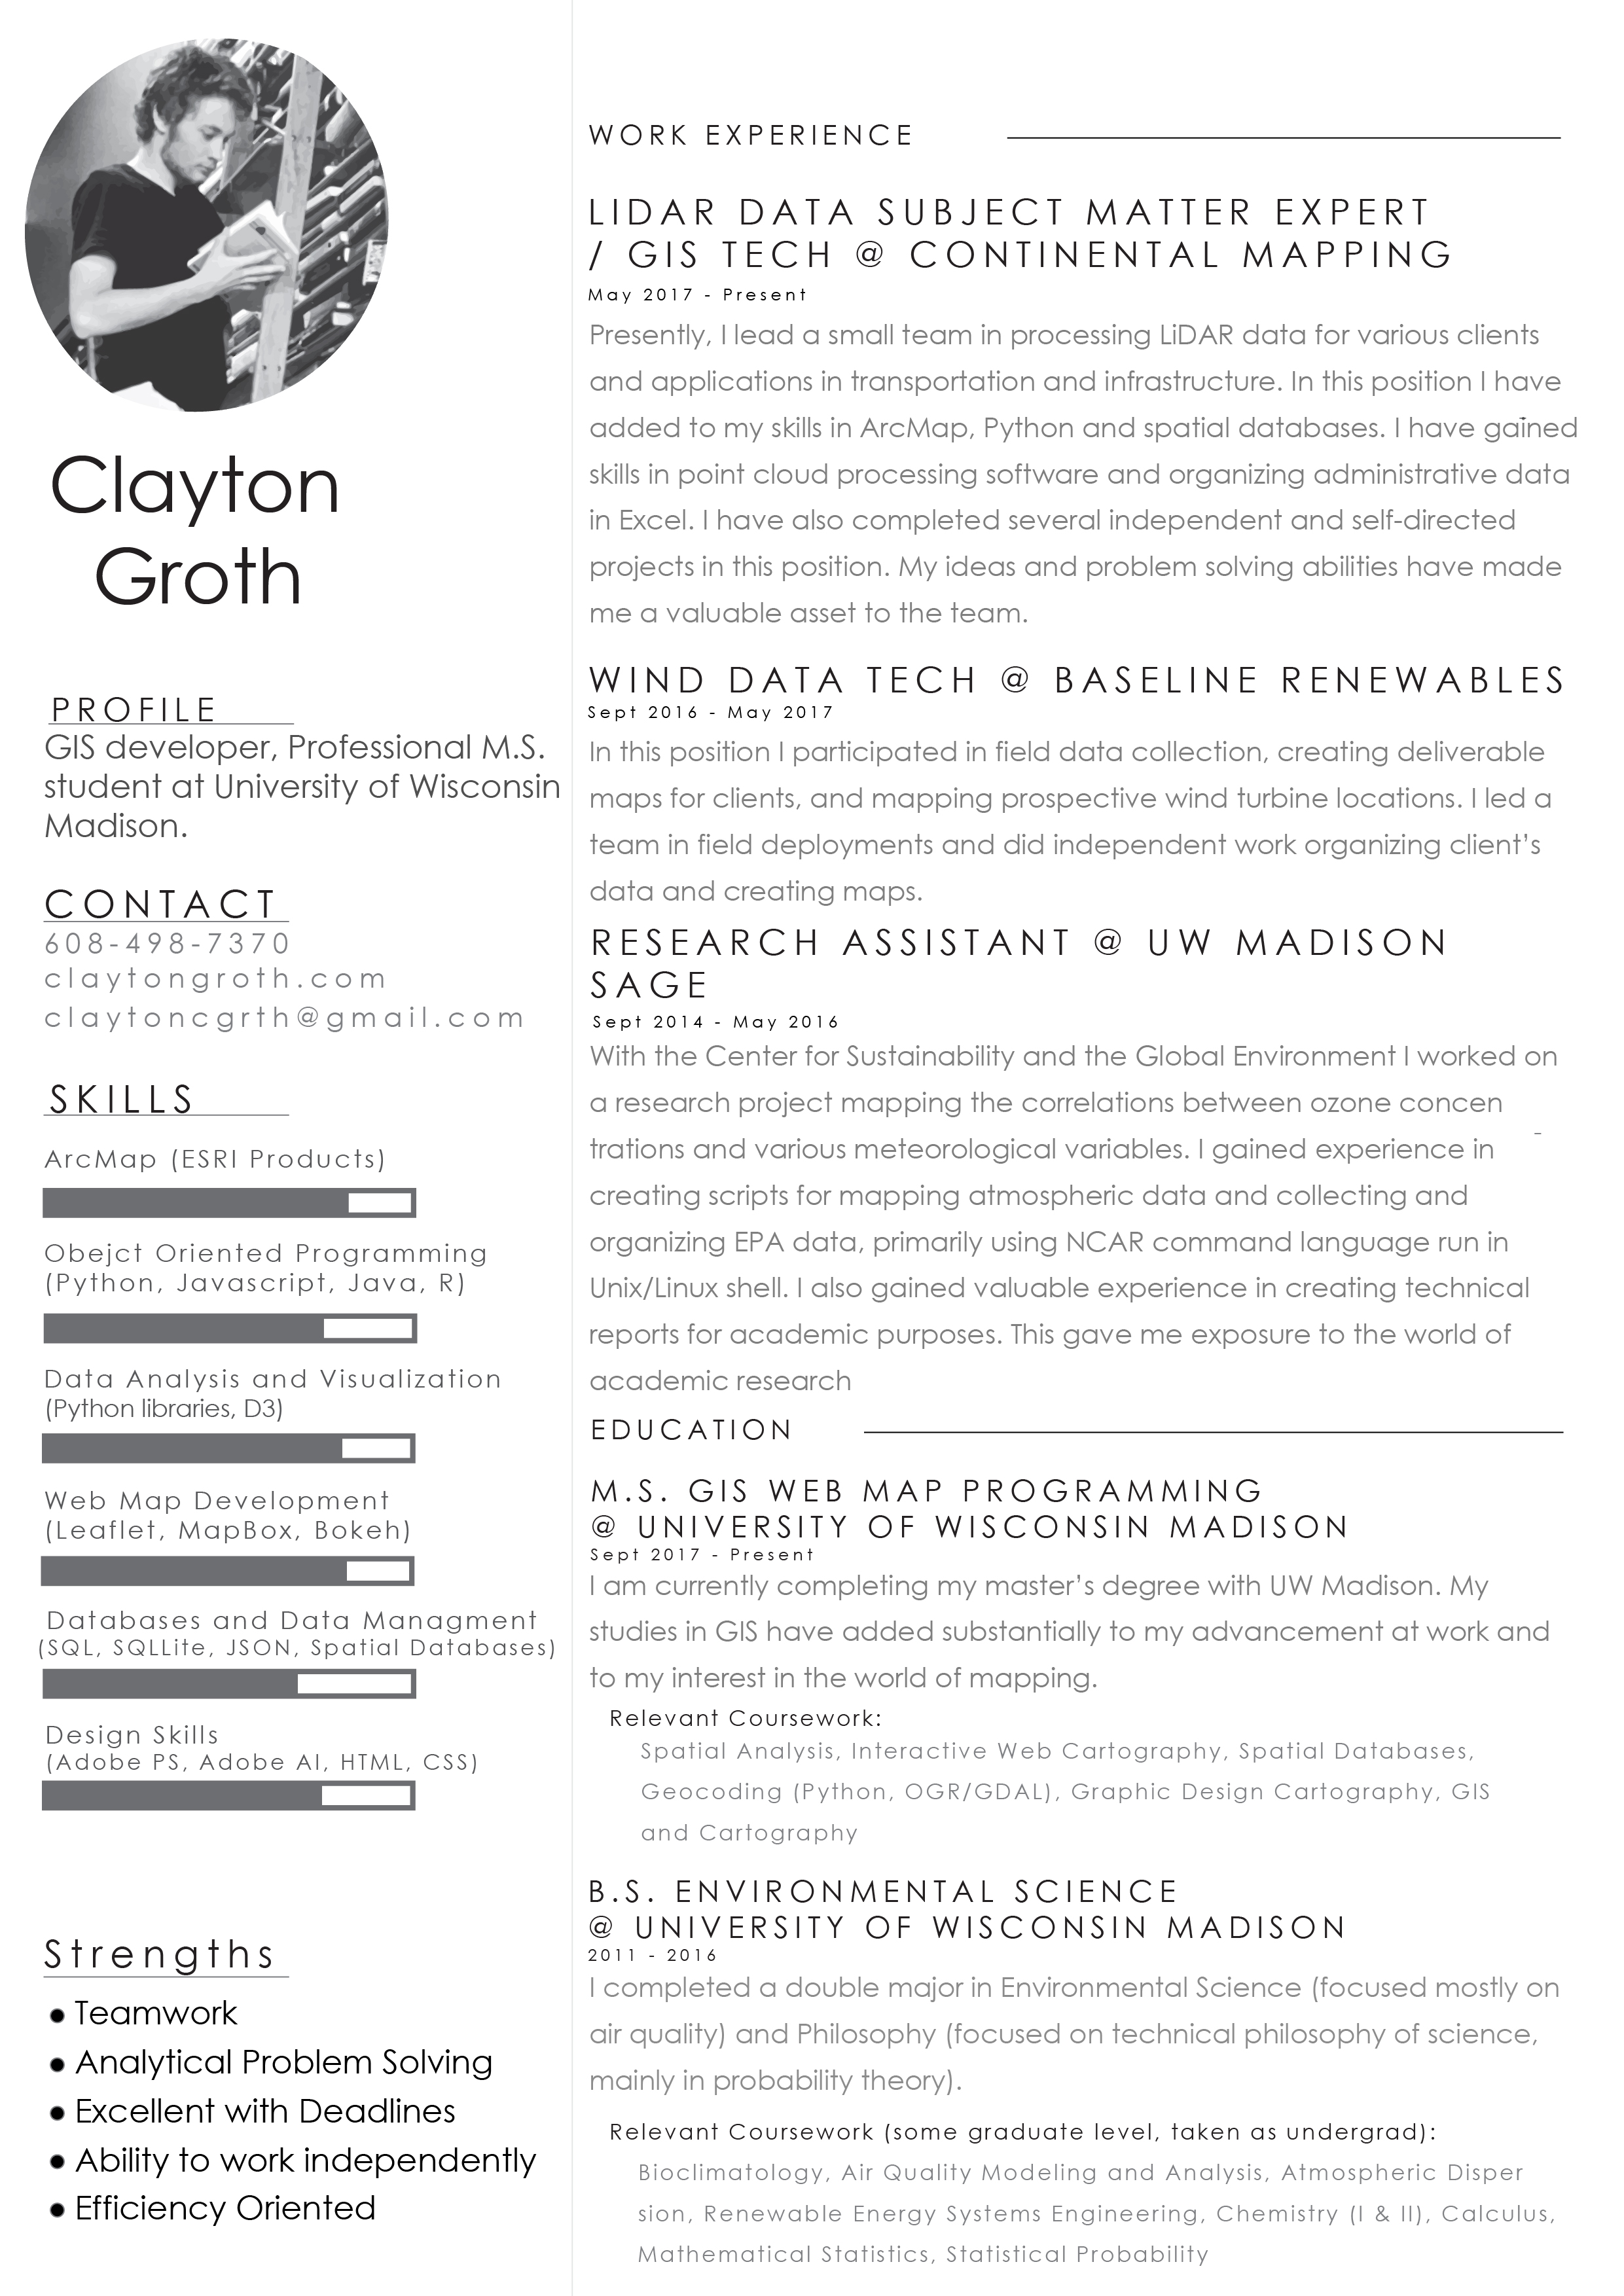 Clayton
Groth
PROFILE
GIS developer, Professional M.S.
student at University of Wisconsin
Madison.
CONTACT
608-498-7370
claytongroth.com
claytoncgrth@gmail.com
SKILLS
ArcMap (ESRI Products)
Obejct Oriented Programming
(Python, Javascript, Java, R)
Data Analysis and Visualization
(Python libraries, D3)
Web Map Development
(Leaflet, MapBox, Bokeh)
Databases and Data Managment
(SQL, SQLLite, JSON, Spatial Databases)
Design Skills
(Adobe PS, Adobe AI, HTML, CSS)
Strengths
Teamwork
Analytical Problem Solving
Excellent with Deadlines
Ability to work independently
Efficiency Oriented
WORK EXPERIENCE
LIDAR DATA SUBJECT MATTER EXPERT
/ GIS TECH @ CONTINENTAL MAPPING
May 2017 - Present
Presently, I lead a small team in processing LiDAR data for various clients
and applications in transportation and infrastructure. In this position I have
added to my skills in ArcMap, Python and spatial databases. I have gained
skills in point cloud processing software and organizing administrative data
in Excel. I have also completed several independent and self-directed
projects in this position. My ideas and problem solving abilities have made
me a valuable asset to the team.
WIND DATA TECH @ BASELINE RENEWABLES
Sept 2016 - May 2017
In this position I participated in field data collection, creating deliverable
maps for clients, and mapping prospective wind turbine locations. I led a
team in field deployments and did independent work organizing client’s
data and creating maps.
RESEARCH ASSISTANT @ UW MADISON
SAGE
Sept 2014 - May 2016
With the Center for Sustainability and the Global Environment I worked on
a research project mapping the correlations between ozone concen
-
trations and various meteorological variables. I gained experience in
creating scripts for mapping atmospheric data and collecting and
organizing EPA data, primarily using NCAR command language run in
Unix/Linux shell. I also gained valuable experience in creating technical
reports for academic purposes. This gave me exposure to the world of
academic research
EDUCATION
M.S. GIS WEB MAP PROGRAMMING
@ UNIVERSITY OF WISCONSIN MADISON
Sept 2017 - Present
I am currently completing my master’s degree with UW Madison. My
studies in GIS have added substantially to my advancement at work and
to my interest in the world of mapping.
Relevant Coursework:
Spatial Analysis, Interactive Web Cartography, Spatial Databases,
Geocoding (Python, OGR/GDAL), Graphic Design Cartography, GIS
and Cartography
B.S. ENVIRONMENTAL SCIENCE
@ UNIVERSITY OF WISCONSIN MADISON
2011 - 2016
I completed a double major in Environmental Science (focused mostly on
air quality) and Philosophy (focused on technical philosophy of science,
mainly in probability theory).
Relevant Coursework (some graduate level, taken as undergrad):
Bioclimatology, Air Quality Modeling and Analysis, Atmospheric Disper
sion, Renewable Energy Systems Engineering, Chemistry (I & II), Calculus,
Mathematical Statistics, Statistical Probability